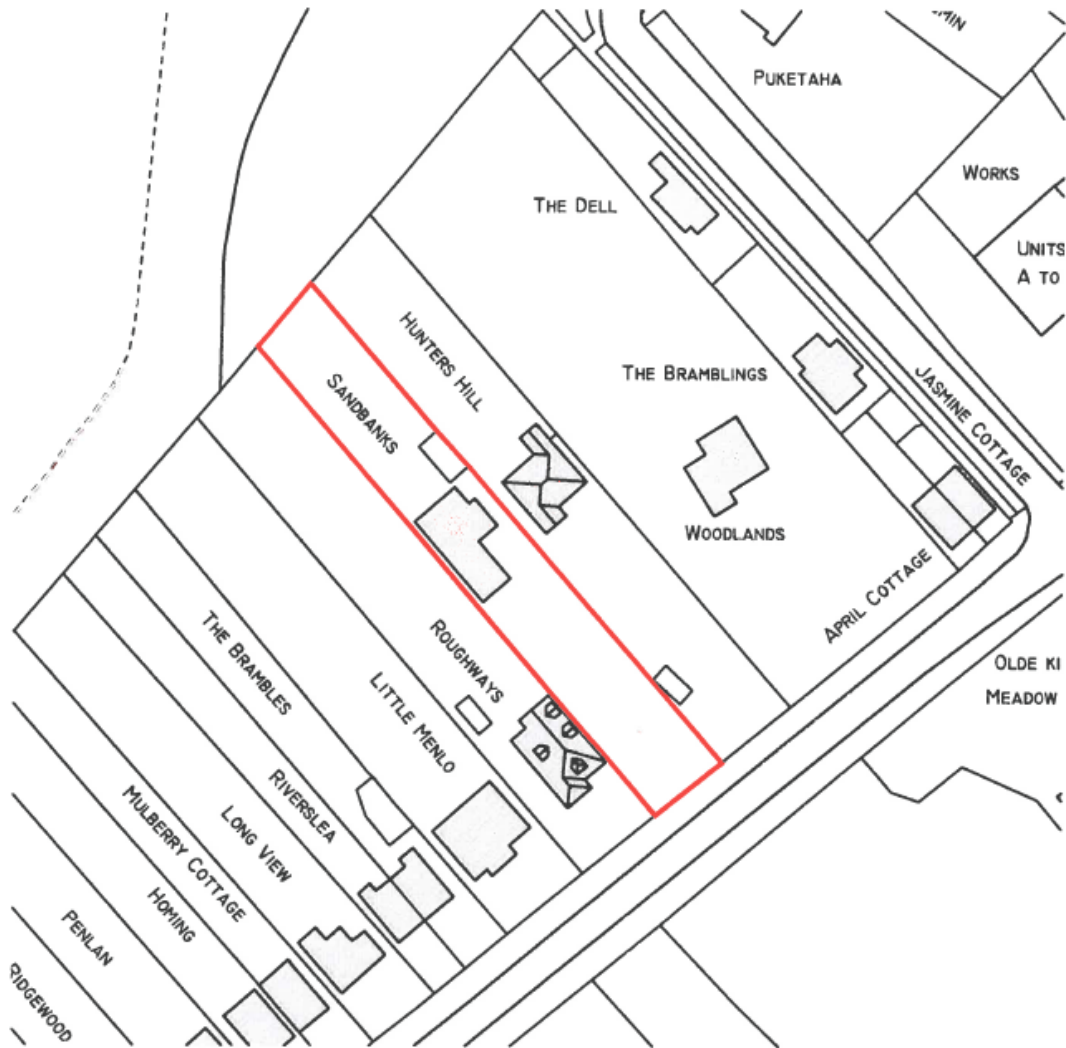 PUKETAHA
WORKS
UNITS
A TO
THE DELL
HUNTERS HILL
SANDBANKS
THE BRAMBLINGS
JASMINE COTTAGE
WOODLANDS
APRIL COTTAGE
OLDE KI
MEADOW
ROUGHWAYS
THE BRAMBLES
LITTLE MENLO
RIVERSLEA
LONG VIEW
MULBERRY COTTAGE
HOMING
PENLAN
RIDGEWOOD